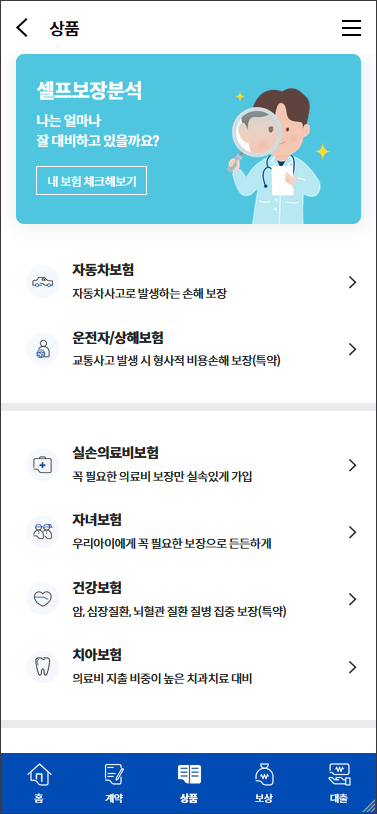 상품
셀프보장분석
나는 얼마나
잘 대비하고 있을까요?
내 보험 체크해보기
자동차보험
자동차사고로 발생하는 손해 보장
운전자/상해보험
교통사고 발생 시 형사적 비용손해 보장(특약)
실손의료비보험
꼭 필요한 의료비 보장만 실속있게 가입
자녀보험
우리아이에게 꼭 필요한 보장으로 든든하게
건강보험
암, 심장질환, 뇌혈관 질환 질병 집중 보장(특약)
치아보험
의료비 지출 비중이 높은 치과치료 대비
홈 계약 상품 보상 대출